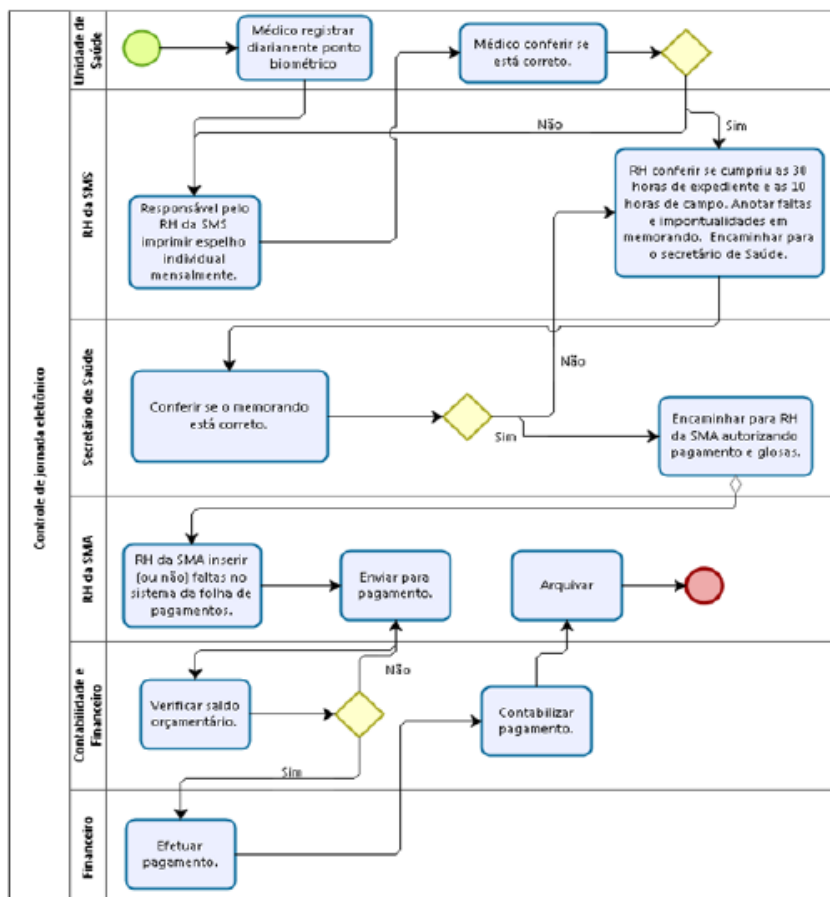 Controle de jornada eletrônico
Unidade de
Saúde
Médico registrar
diarianente ponto
biométrico
Médico conferir se
está correto.
Não
Sim
RH da SMS
Responsável pelo
RH da SMS
imprimir espelho
individual
mensalmente.
RH conferir se cumpriu as 30
horas de expediente e as 10
horas de campo. Anotar faltas
e impontualidades em
memorando. Encaminhar para
o secretário de Saúde.
Secretário de Saúde
Conferir se o memorando
está correto.
Não
Sim
Encaminhar para RH
da SMA autorizando
pagamento e glosas.
RH da SMA
RH da SMA inserir
(ou não) faltas no
sistema da folha de
pagamentos.
Enviar para
pagamento.
Arquivar
Contabilidade e
Financeiro
Verificar saldo
orçamentário.
Não
Sim
Contabilizar
pagamento.
Financeiro
Efetuar
pagamento.